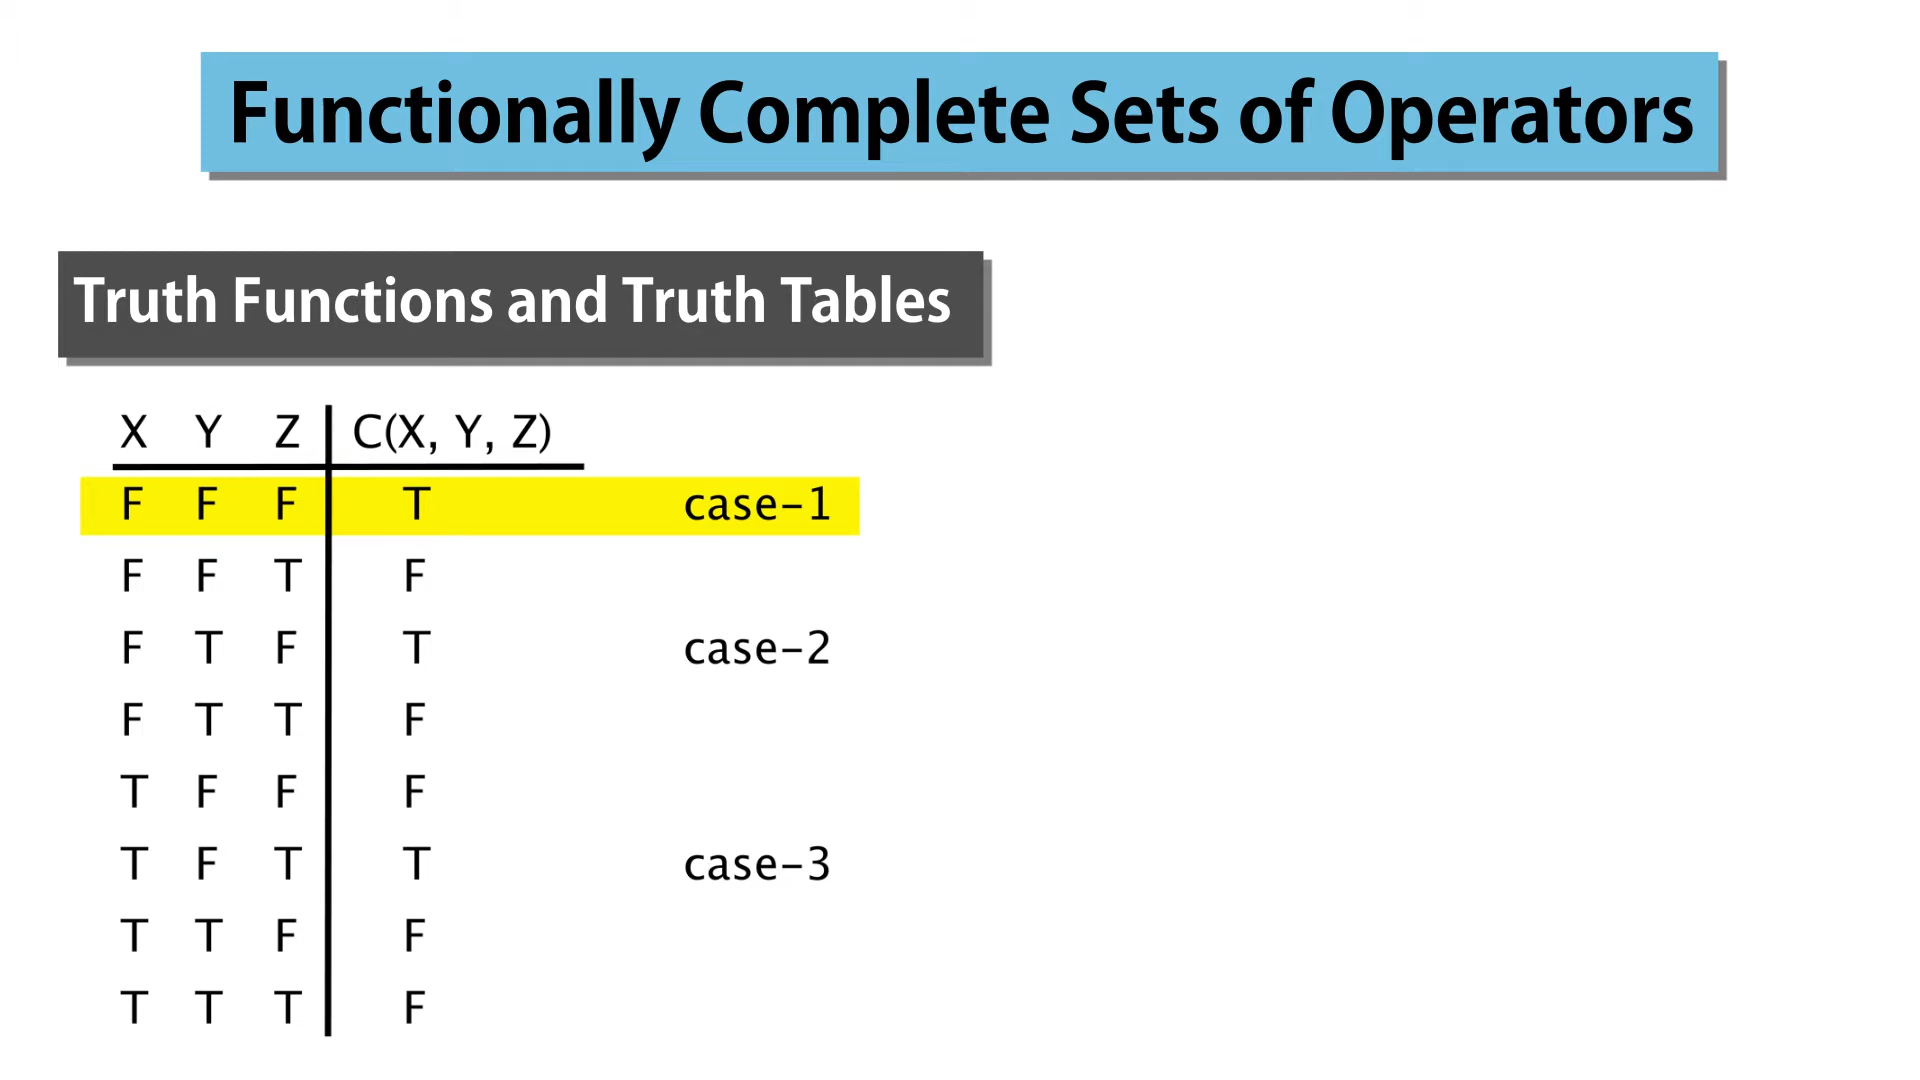 Functionally Complete Sets of Operators
Truth Functions and Truth Tables
X Y Z C(X, Y, Z)
F F F T case-1
F F T F
F T F T case-2
F T T F
T F F F
T F T T case-3
T T F F
T T T F